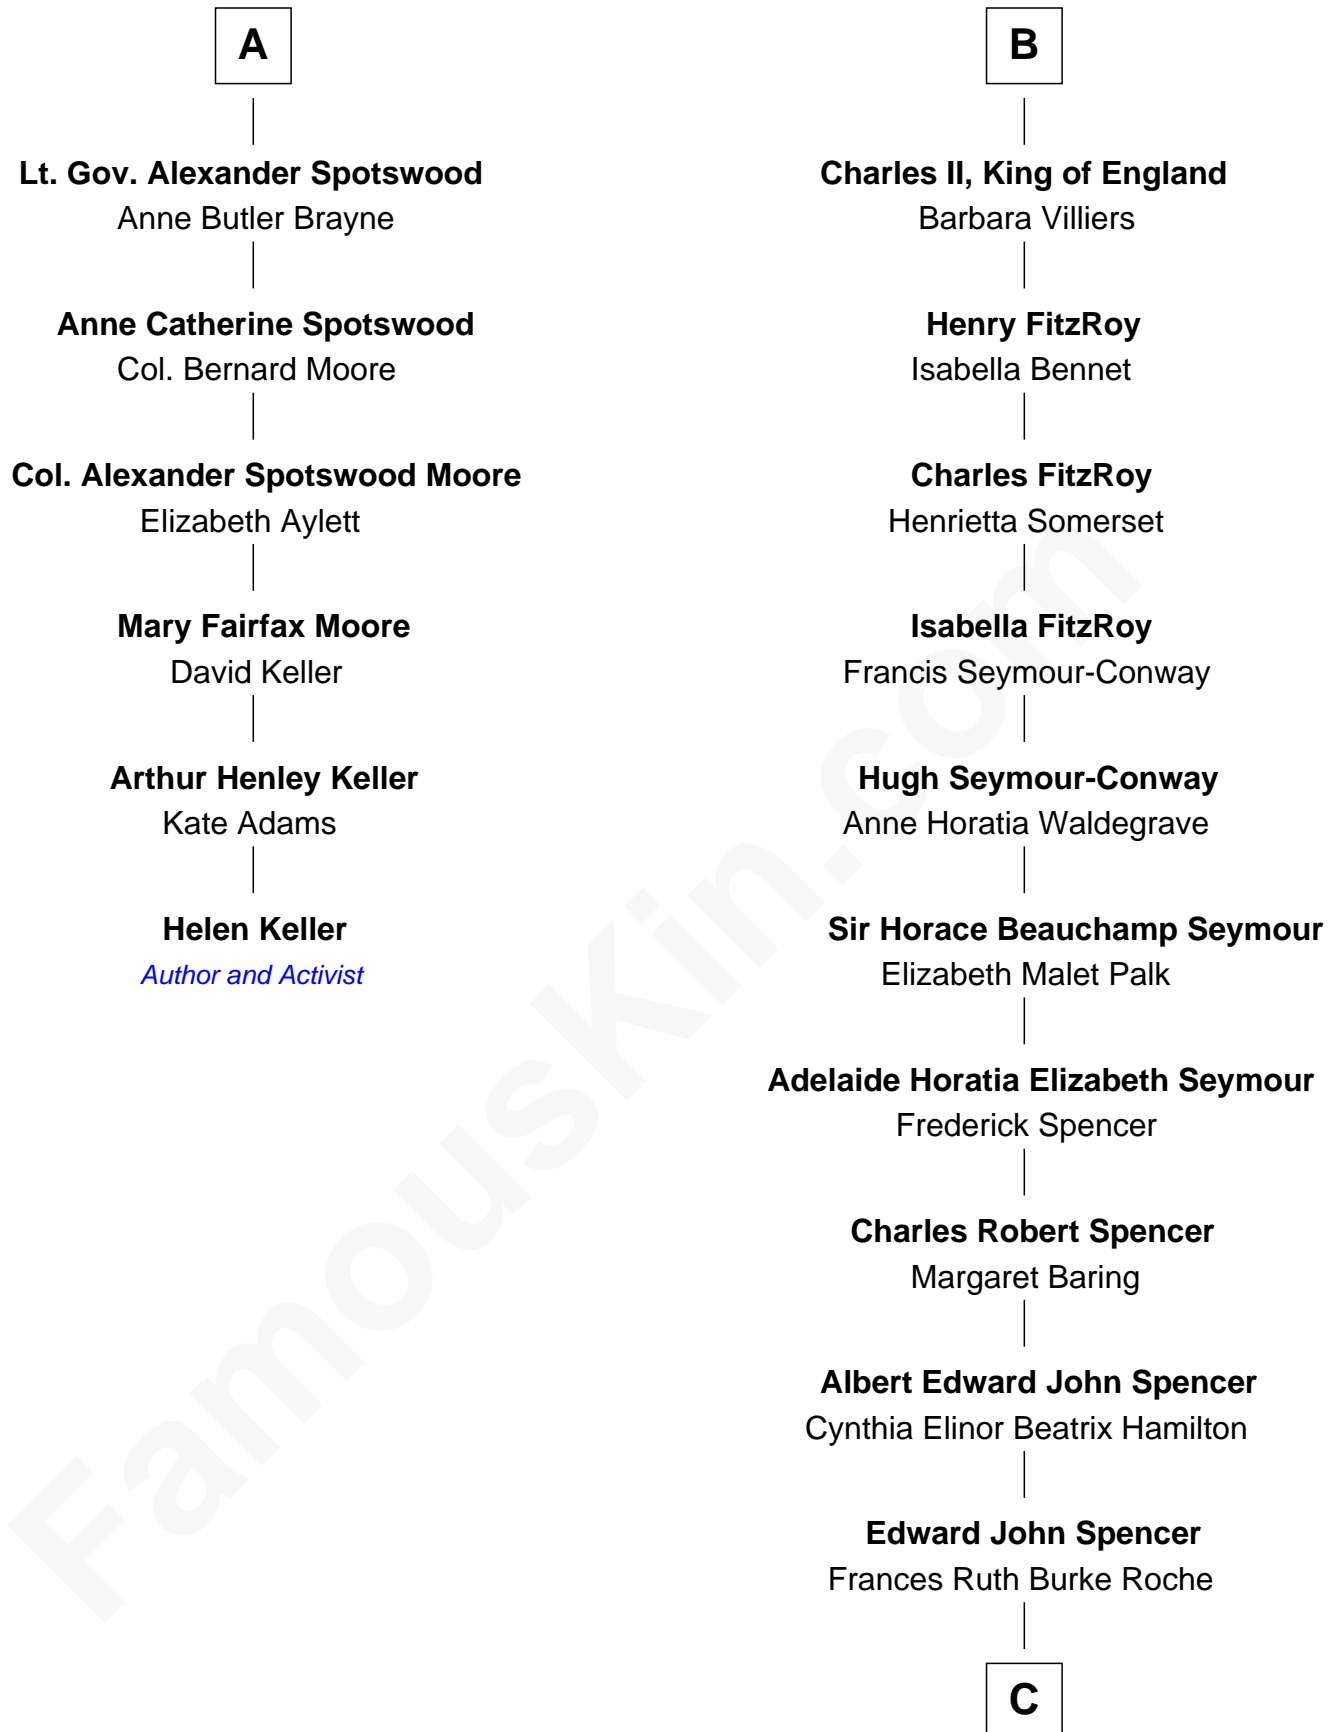 A
Lt. Gov. Alexander Spotswood
Anne Butler Brayne
Anne Catherine Spotswood
Col. Bernard Moore
Col. Alexander Spotswood Moore
Elizabeth Aylett
Mary Fairfax Moore
David Keller
Arthur Henley Keller
Kate Adams
Helen Keller
Author and Activist
B
Charles II, King of England
Barbara Villiers
Henry FitzRoy
Isabella Bennet
Charles FitzRoy
Henrietta Somerset
Isabella FitzRoy
Francis Seymour-Conway
Hugh Seymour-Conway
Anne Horatia Waldegrave
Sir Horace Beauchamp Seymour
Elizabeth Malet Palk
Adelaide Horatia Elizabeth Seymour
Frederick Spencer
Charles Robert Spencer
Margaret Baring
Albert Edward John Spencer
Cynthia Elinor Beatrix Hamilton
Edward John Spencer
Frances Ruth Burke Roche
C
FamousKin.com